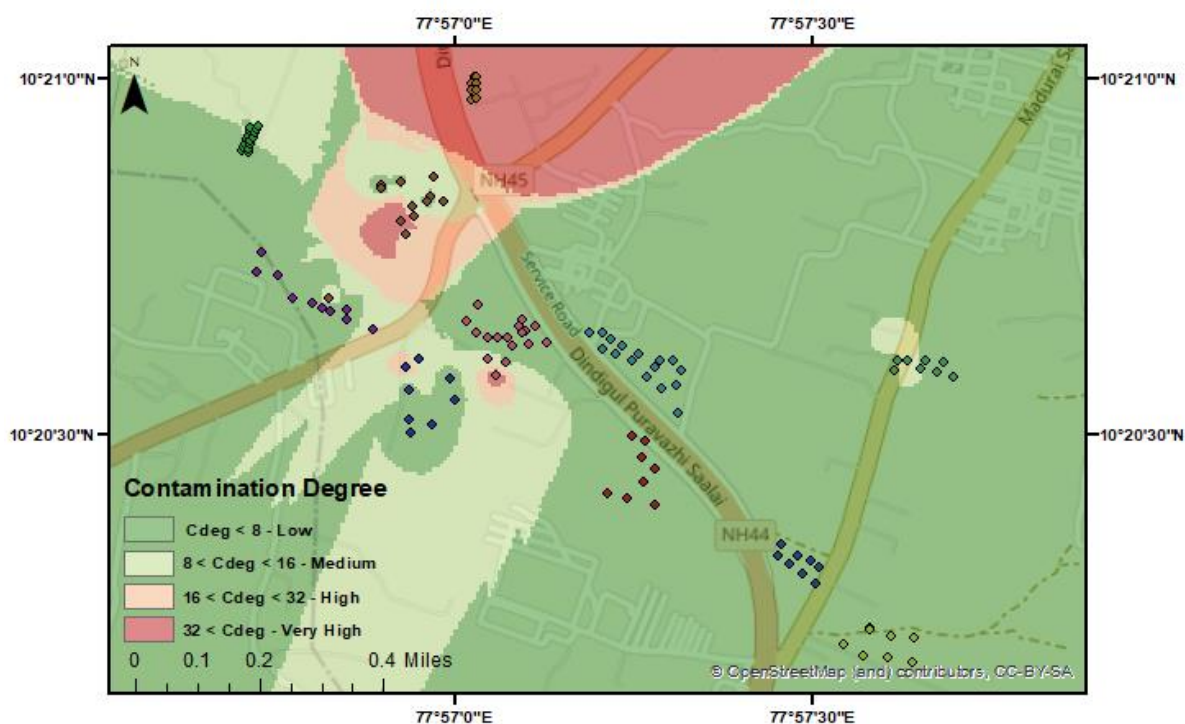 77°57'0"E
77°57'30"E
10°21'0"N
10°21'0"N
N
Madurai Sa
NH45
Service Road
Dindigul Puravazhi Saalai
10°20'30"N
10°20'30"N
NH44
Contamination Degree
Cdeg < 8 - Low
8 < Cdeg < 16 - Medium
16 < Cdeg < 32 - High
32 < Cdeg - Very High
0 0.1 0.2 0.4 Miles
© OpenStreetMap (and) contributors, CC-BY-SA
77°57'0"E
77°57'30"E